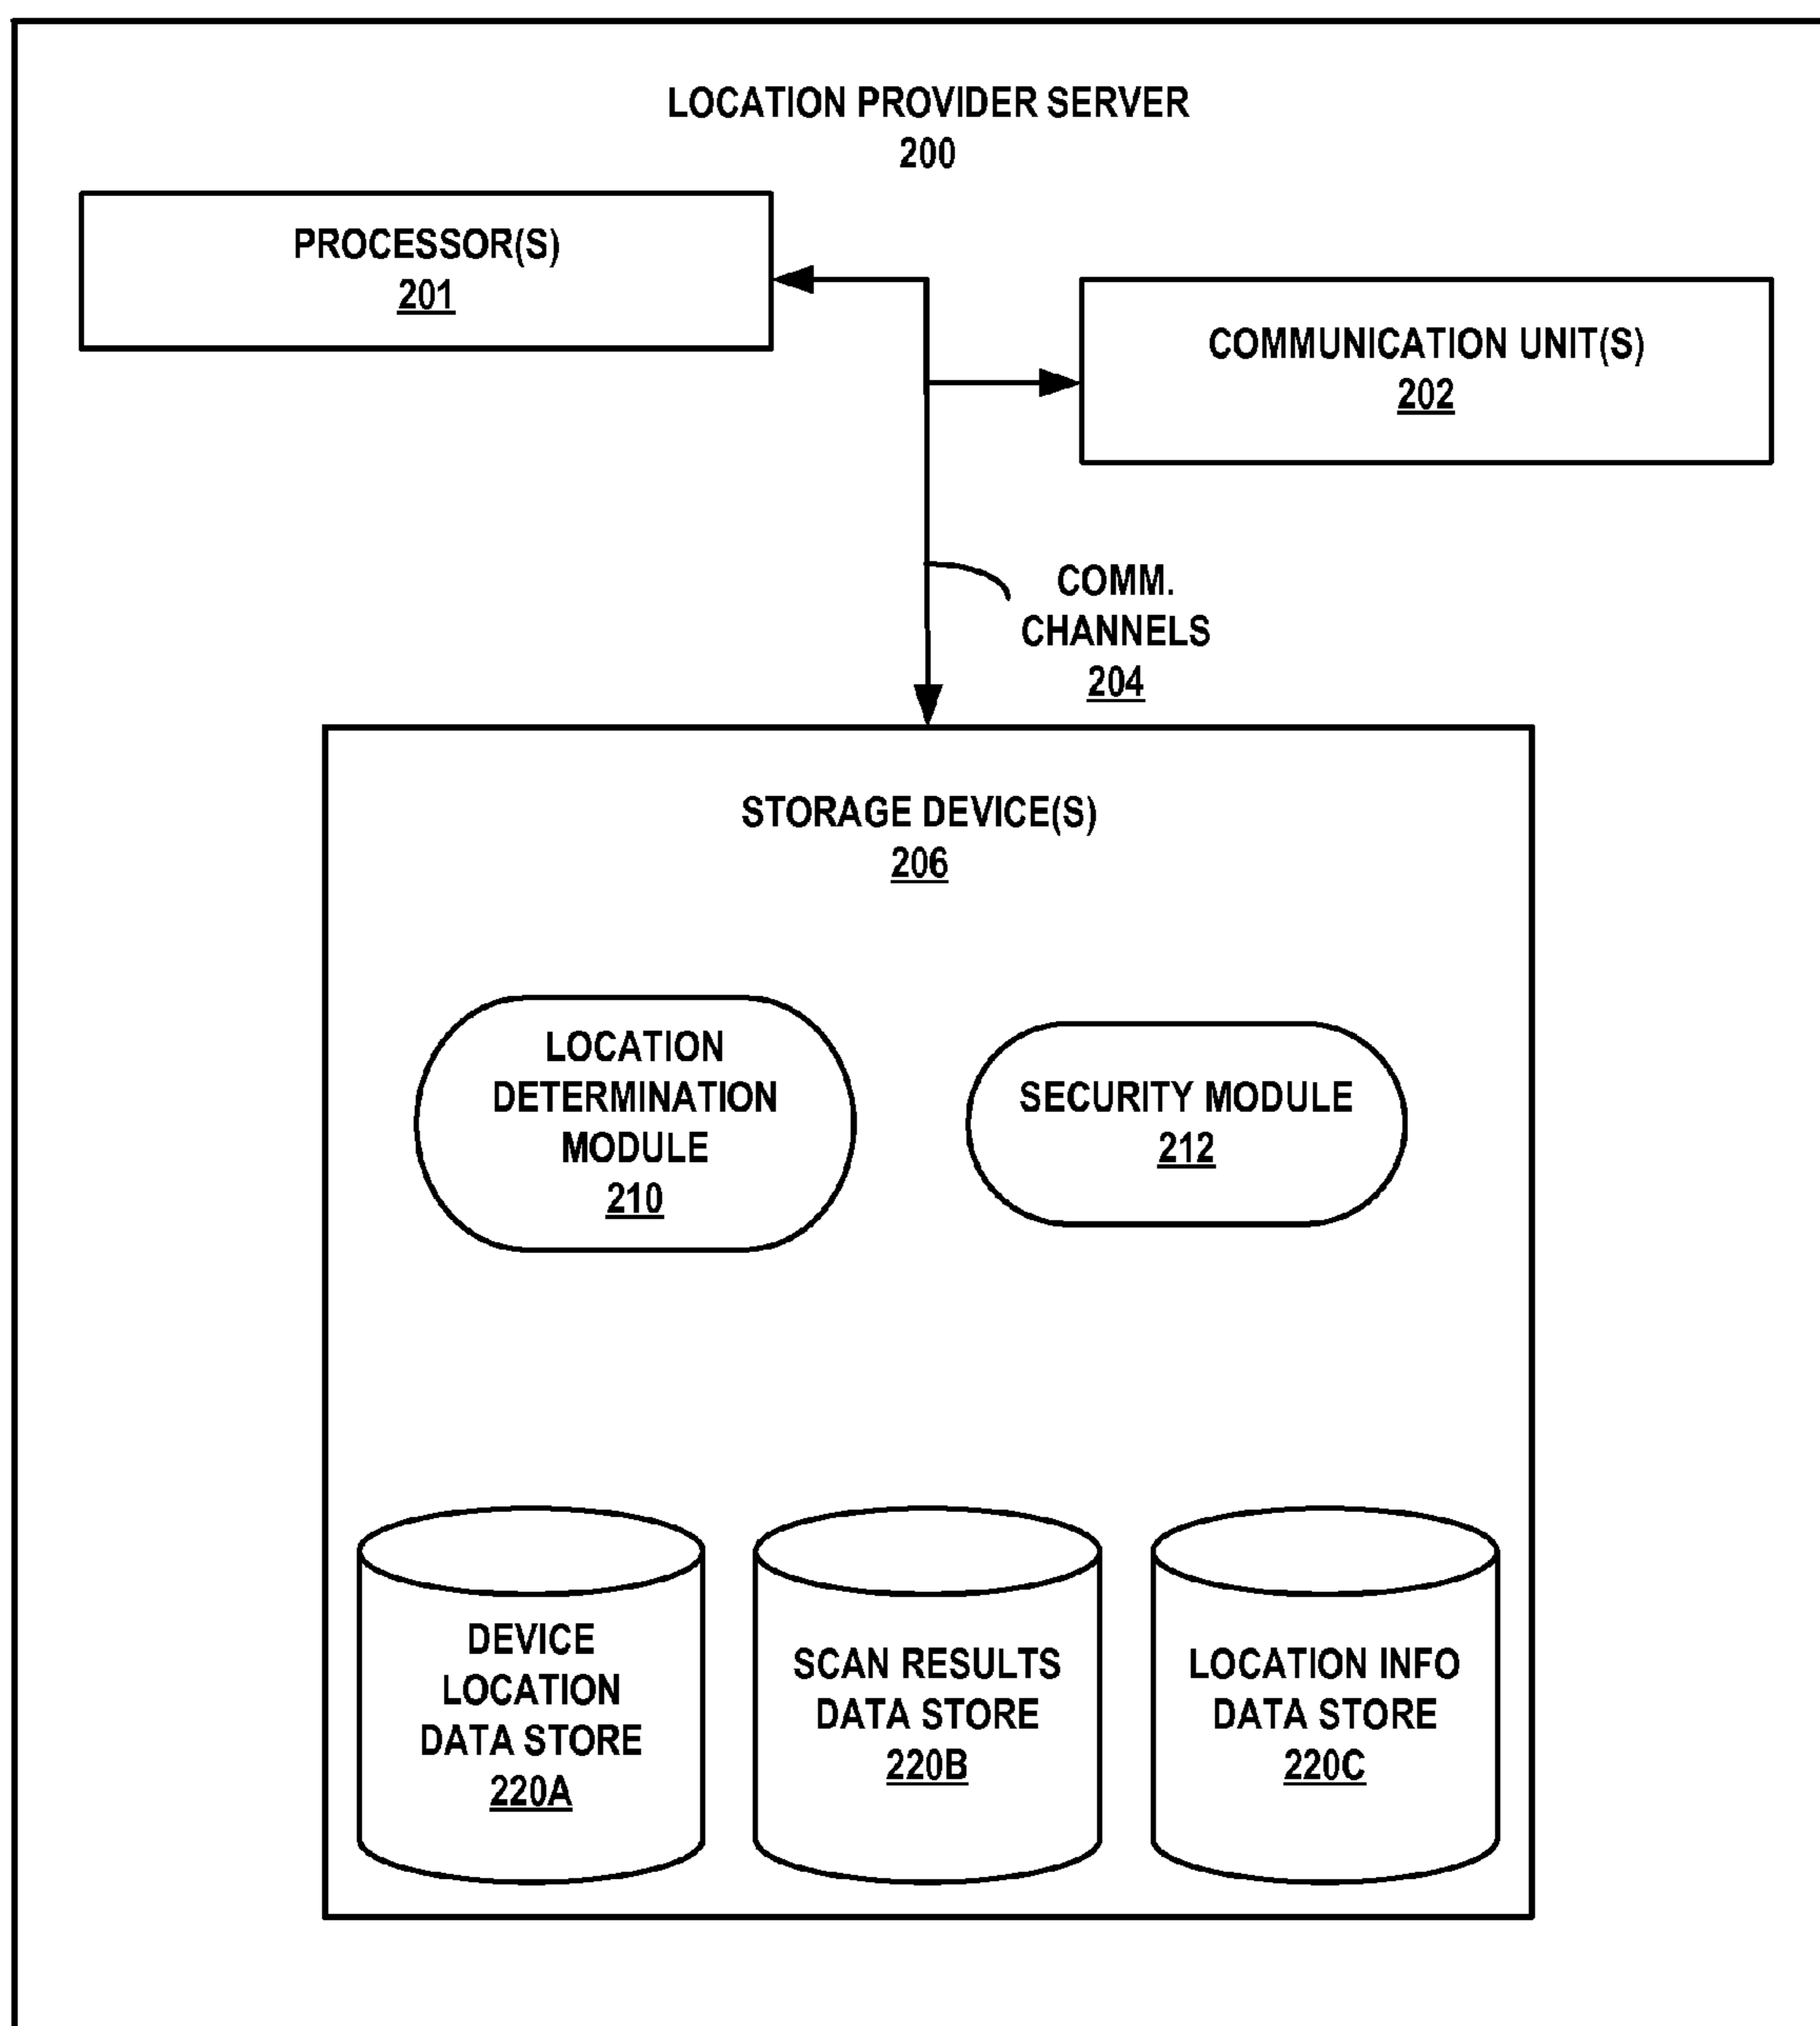 LOCATION PROVIDER SERVER
200
PROCESSOR(S)
201
COMMUNICATION UNIT(S)
202
COMM.
CHANNELS
204
STORAGE DEVICE(S)
206
LOCATION
DETERMINATION
MODULE
210
SECURITY MODULE
212
DEVICE
LOCATION
DATA STORE
220A
SCAN RESULTS
DATA STORE
220B
LOCATION INFO
DATA STORE
220C